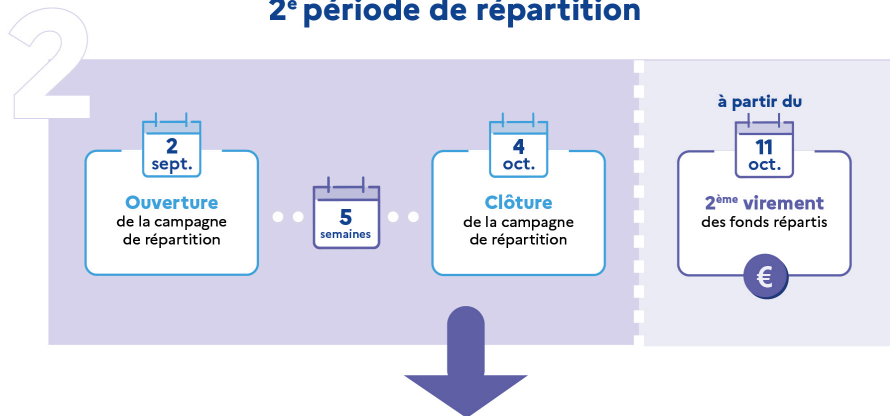 2e période de répartition
2
2
sept.
Ouverture
de la campagne
de répartition
5
semaines
4
oct.
Clôture
de la campagne
de répartition
à partir du
11
oct.
2ème virement
des fonds répartis
€